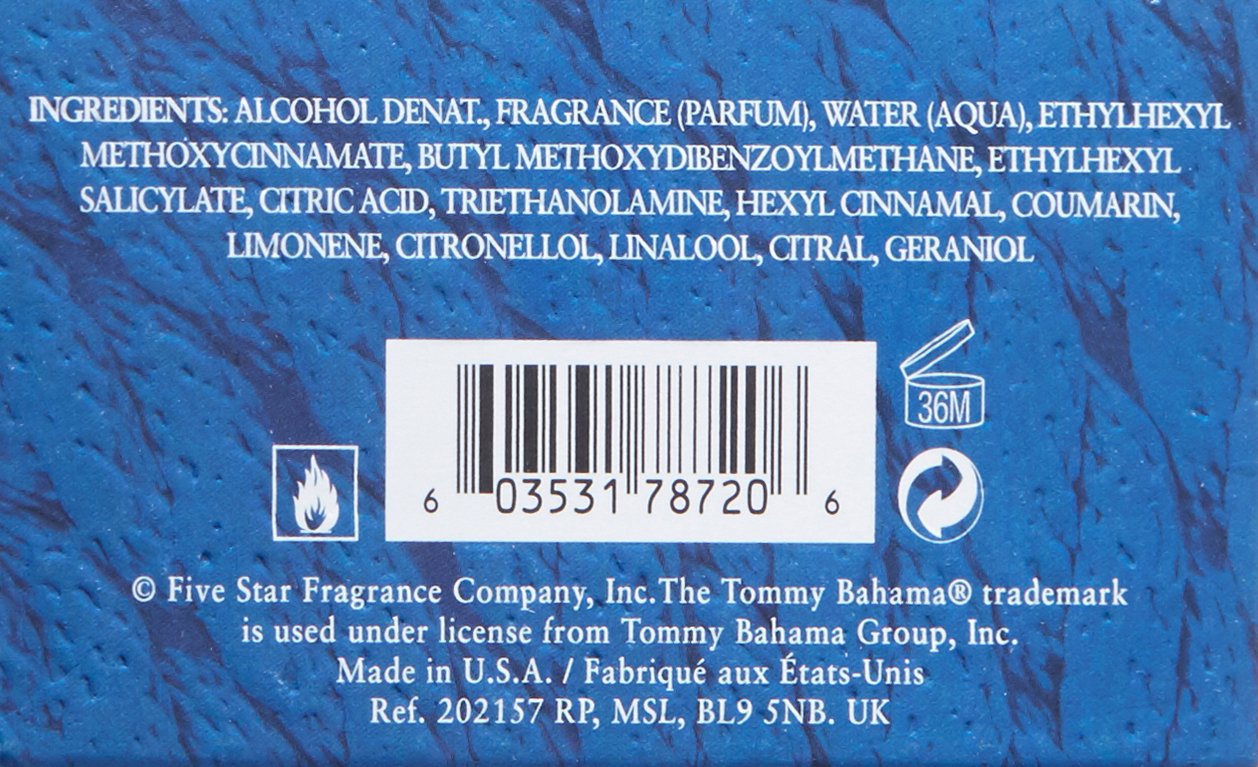 INGREDIENTS: ALCOHOL DENAT., FRAGRANCE (PARFUM), WATER (AQUA), ETHYLHEXYL
METHOXYCINNAMATE, BUTYL METHOXYDIBENZOYLMETHANE, ETHYLHEXYL
SALICYLATE, CITRIC ACID, TRIETHANOLAMINE, HEXYL CINNAMAL, COUMARIN,
LIMONENE, CITRONELLOL, LINALOOL, CITRAL, GERANIOL
36M
6 03531 78720 6
© Five Star Fragrance Company, Inc.The Tommy Bahama® trademark
is used under license from Tommy Bahama Group, Inc.
Made in U.S.A. / Fabriqué aux États-Unis
Ref. 202157 RP, MSL, BL9 5NB. UK